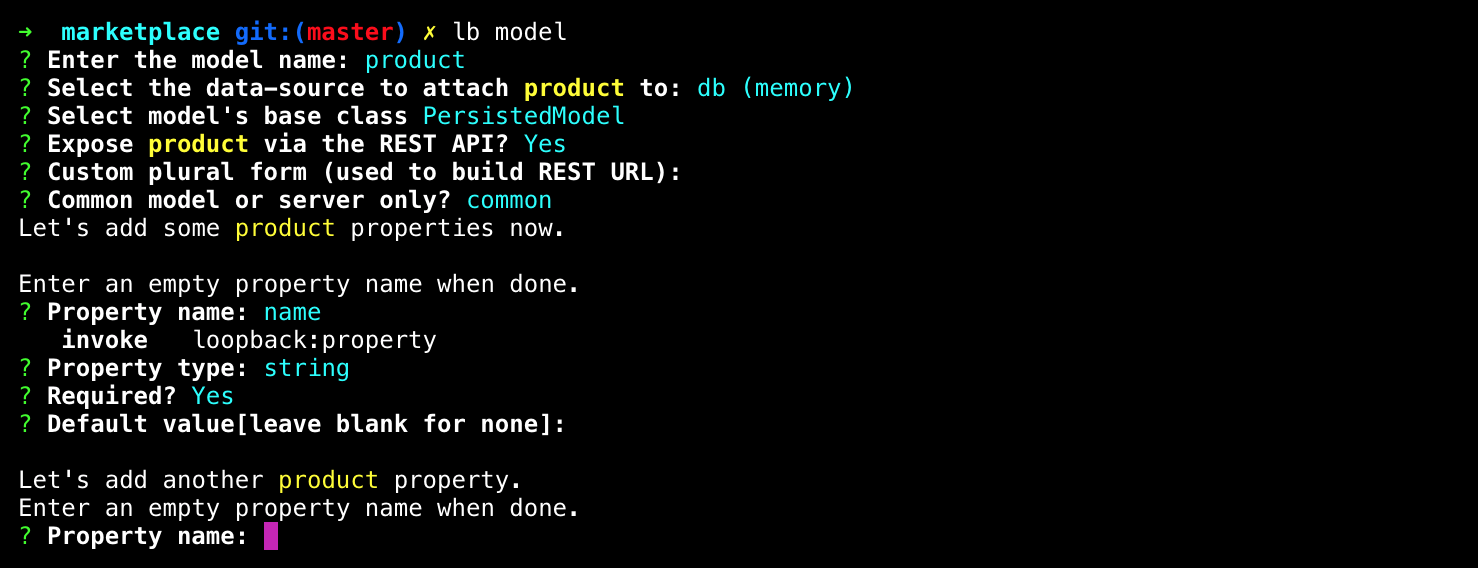 ➜  marketplace git:(master) ✗ lb model
? Enter the model name: product
? Select the data-source to attach product to: db (memory)
? Select model's base class PersistedModel
? Expose product via the REST API? Yes
? Custom plural form (used to build REST URL):
? Common model or server only? common
Let's add some product properties now.
Enter an empty property name when done.
? Property name: name
   invoke   loopback:property
? Property type: string
? Required? Yes
? Default value[leave blank for none]:
Let's add another product property.
Enter an empty property name when done.
? Property name: